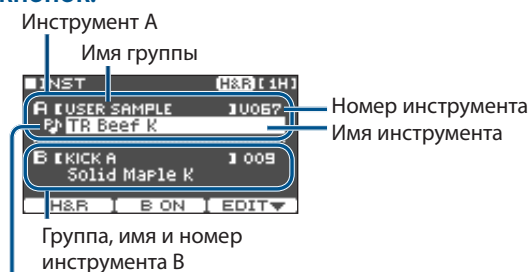 Инструмент A
Имя группы
INST [H&R][ 1H]
A [USER SAMPLE ]U067
TR Beef K
Номер инструмента
Имя инструмента
B [KICK A ] 009
Solid Maple K
H&R B ON EDIT▼
Группа, имя и номер
инструмента B